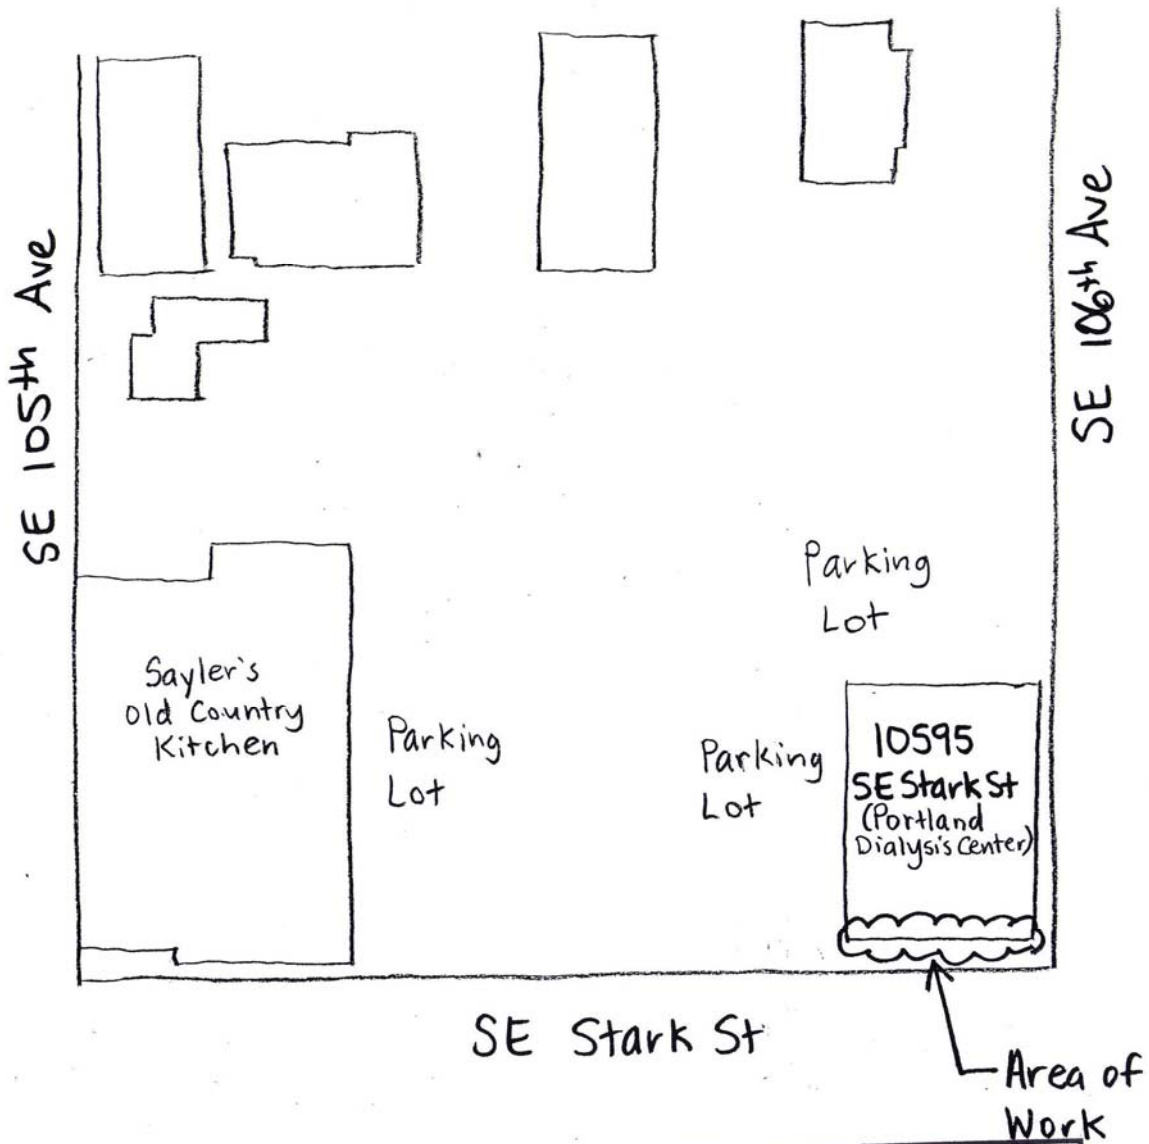 SE 105th Ave
SE 106th Ave
Parking
Lot
Sayler's
Old Country
Kitchen
Parking
Lot
Parking
Lot
10595
SE Stark St
(Portland
Dialysis Center)
SE Stark St
Area of
Work